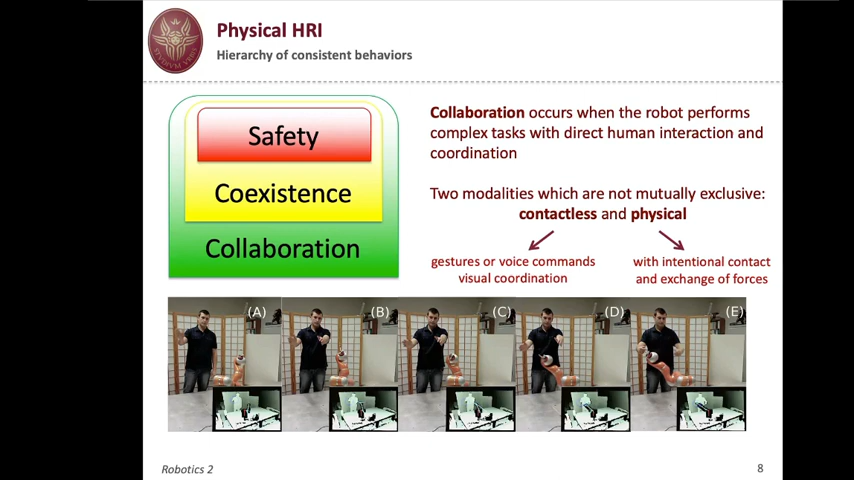 Physical HRI
Hierarchy of consistent behaviors
Safety
Coexistence
Collaboration
Collaboration occurs when the robot performs
complex tasks with direct human interaction and
coordination
Two modalities which are not mutually exclusive:
contactless and physical
gestures or voice commands
visual coordination
with intentional contact
and exchange of forces
(A)
(B)
(C)
(D)
(E)
Robotics 2
8